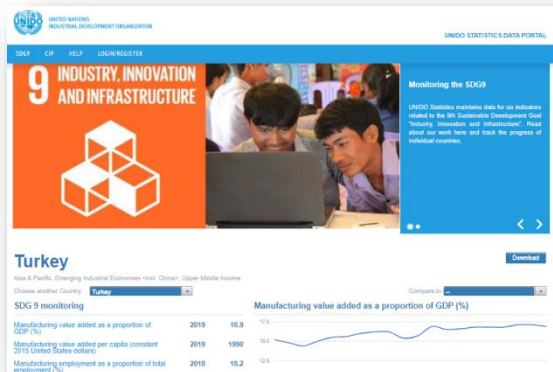 UNIDO
UNITED NATIONS
INDUSTRIAL DEVELOPMENT ORGANIZATION
UNIDO STATISTICS DATA PORTAL
SDG9 CIP HELP LOGIN/REGISTER
9 INDUSTRY, INNOVATION
AND INFRASTRUCTURE
Monitoring the SDG9
UNIDO Statistics maintains data for six indicators
related to the 9th Sustainable Development Goal
"Industry, Innovation and Infrastructure". Read
about our work here and track the progress of
individual countries.
Turkey
Download
Asia & Pacific, Emerging Industrial Economies <incl. China>, Upper Middle Income
Choose another Country Turkey
Compare to --
SDG 9 monitoring
Manufacturing value added as a proportion of GDP (%)
Manufacturing value added as a proportion of
GDP (%) 2019 16.9
Manufacturing value added per capita (constant
2015 United States dollars) 2019 1990
Manufacturing employment as a proportion of total
employment (%) 2018 18.2
17.5
15.0
12.5